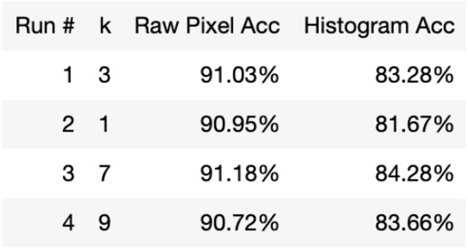 Run # k Raw Pixel Acc Histogram Acc
1 3 91.03% 83.28%
2 1 90.95% 81.67%
3 7 91.18% 84.28%
4 9 90.72% 83.66%